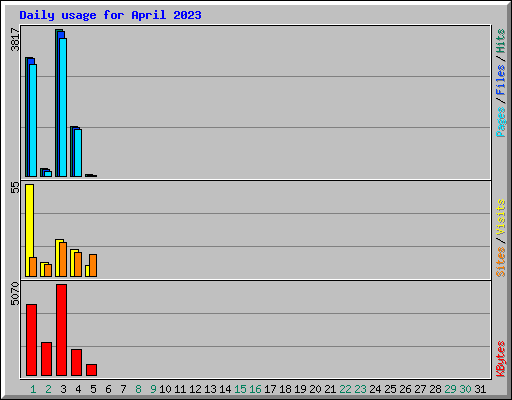 Daily usage for April 2023
3817
55
5070
Pages/Files/Hits
Sites/Visits
KBytes
1 2 3 4 5 6 7 8 9 10 11 12 13 14 15 16 17 18 19 20 21 22 23 24 25 26 27 28 29 30 31